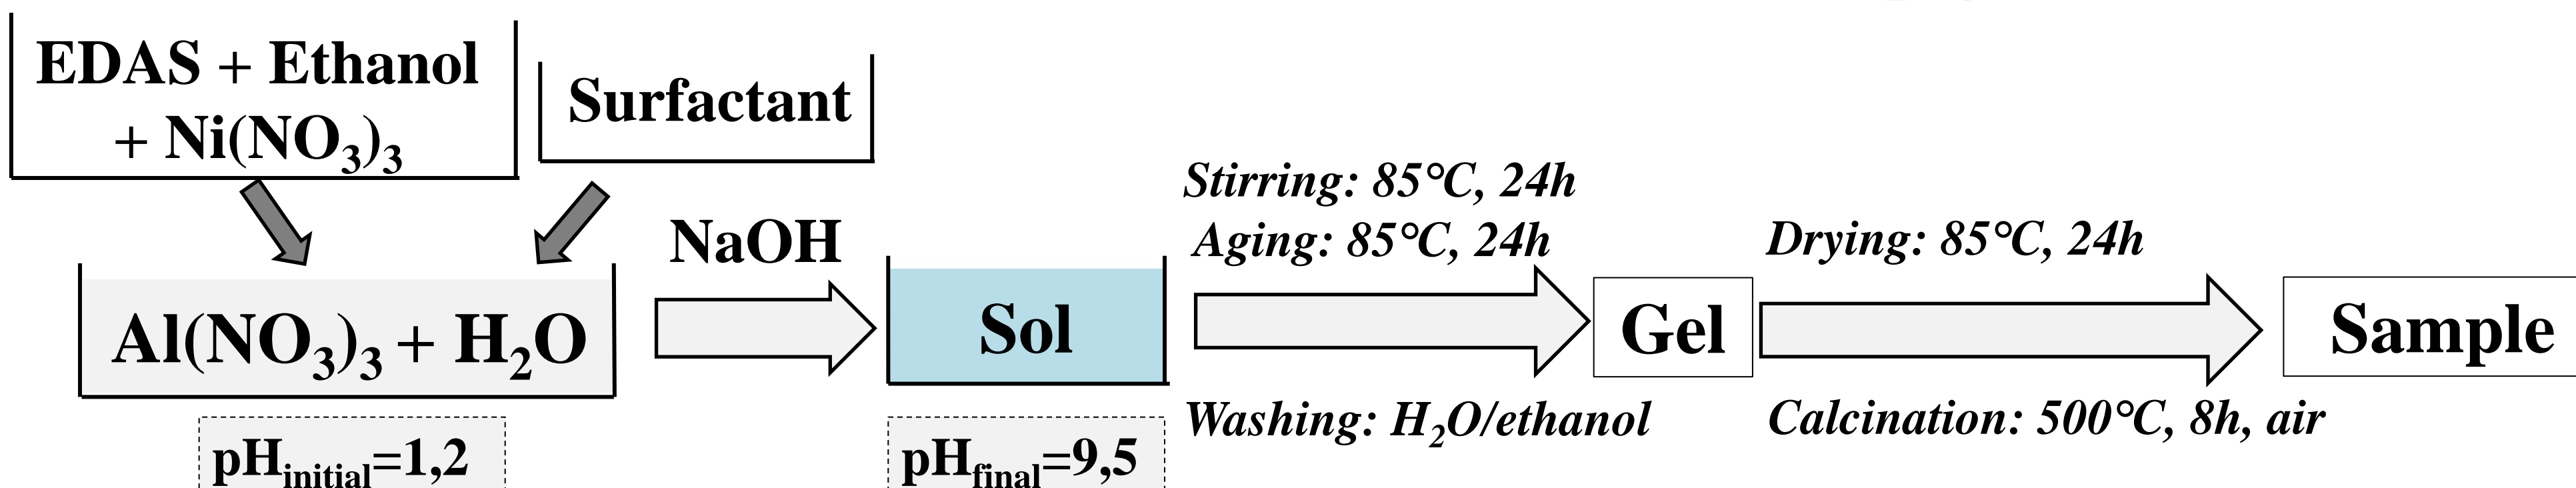 EDAS + Ethanol
+ Ni(NO₃)₃
Surfactant
Al(NO₃)₃ + H₂O
pHinitial=1,2
NaOH
Sol
pHfinal=9,5
Stirring: 85°C, 24h
Aging: 85°C, 24h
Washing: H₂O/ethanol
Gel
Drying: 85°C, 24h
Calcination: 500°C, 8h, air
Sample